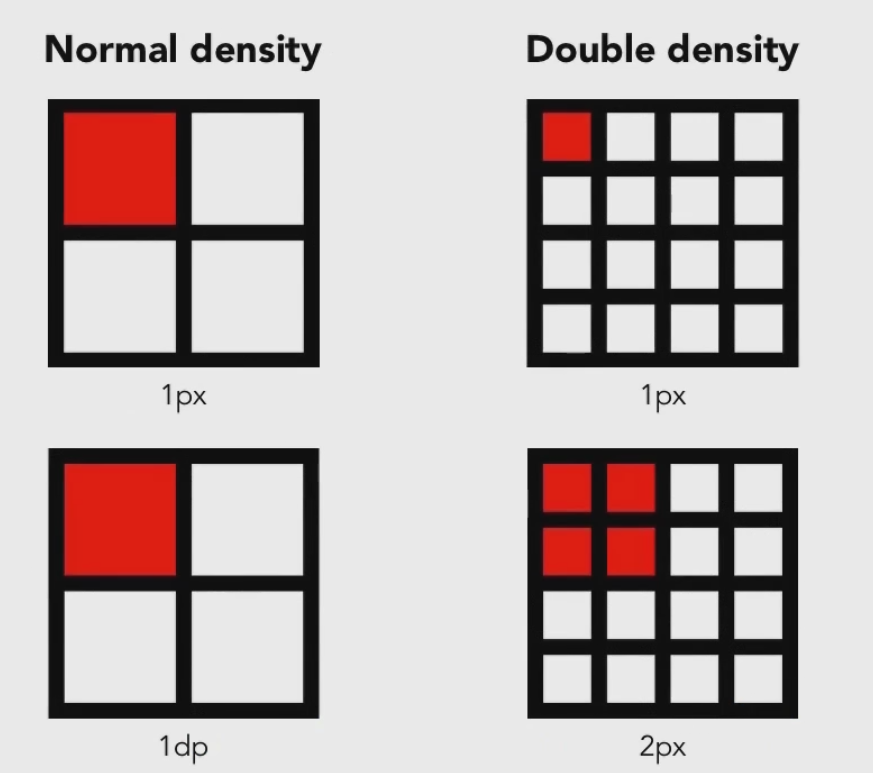 Normal density
Double density
1px
1px
1dp
2px